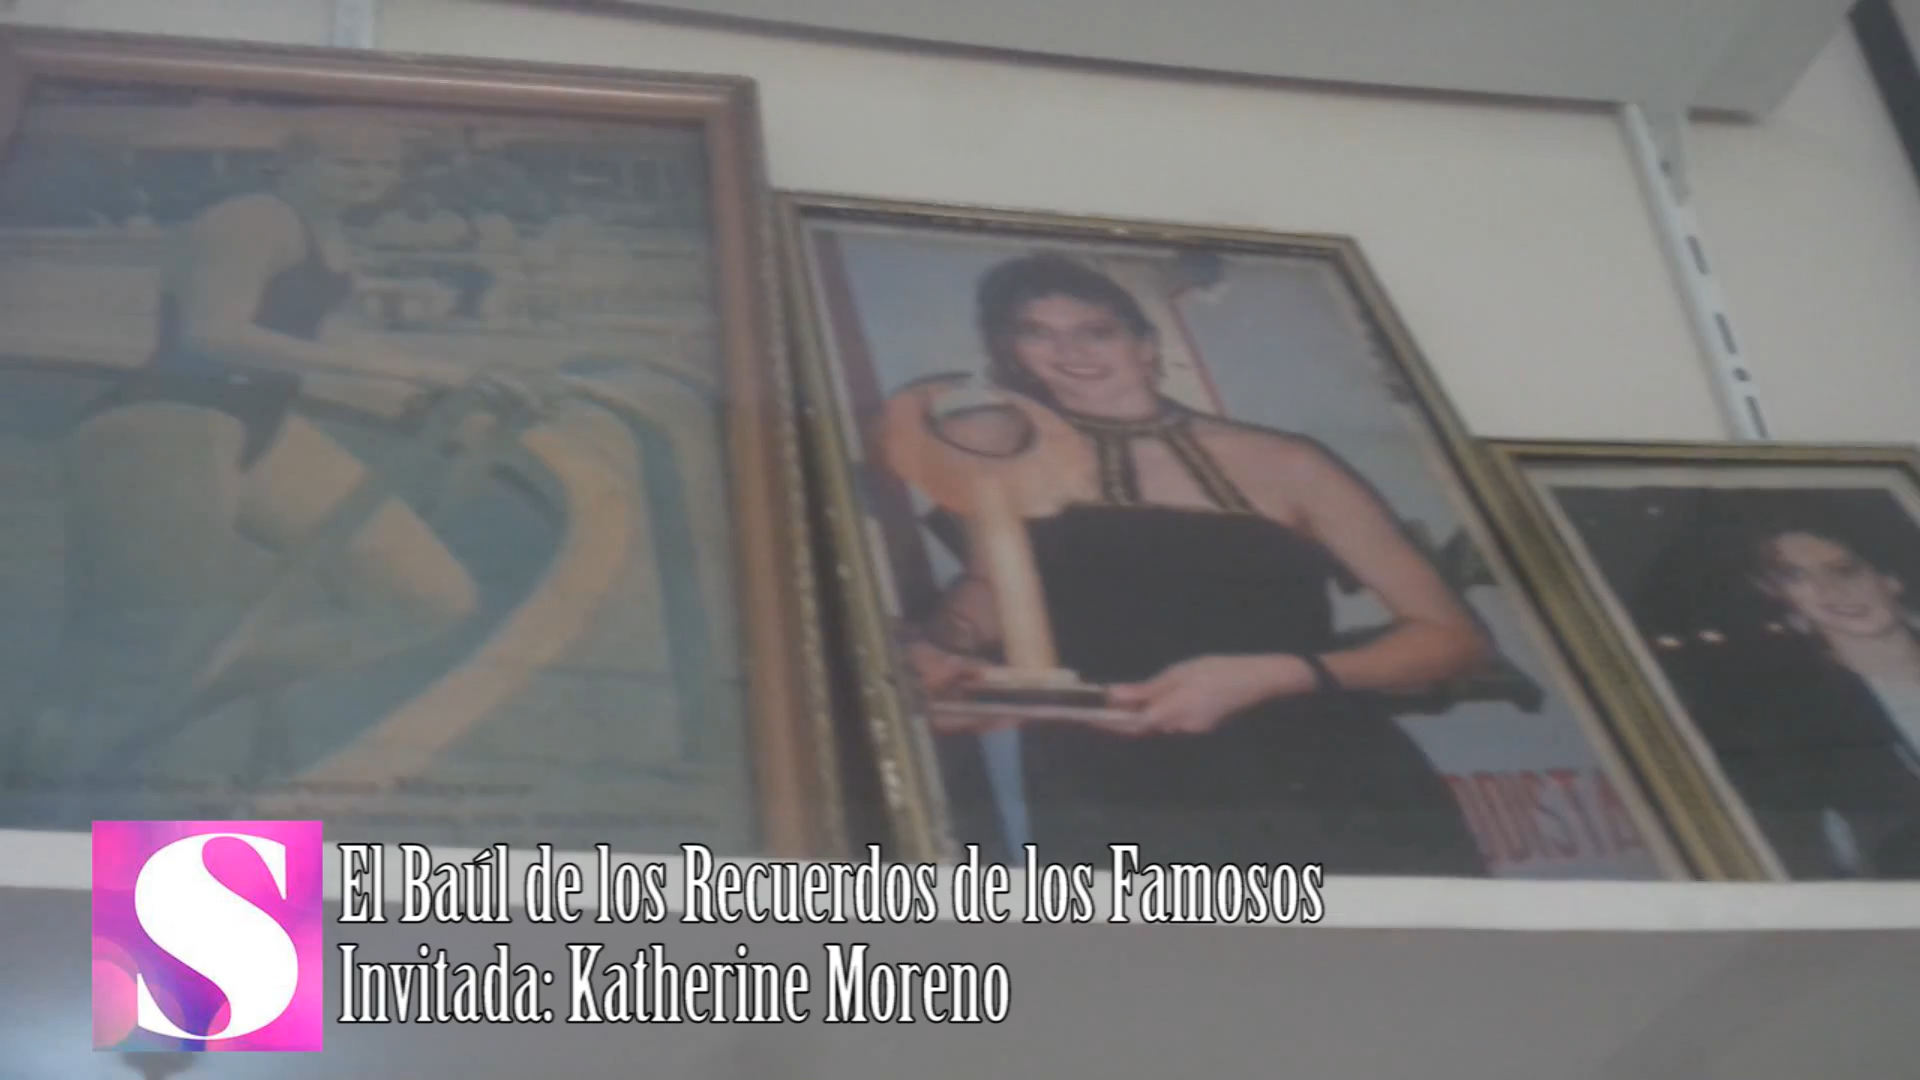 S
El Baúl de los Recuerdos de los Famosos
Invitada: Katherine Moreno